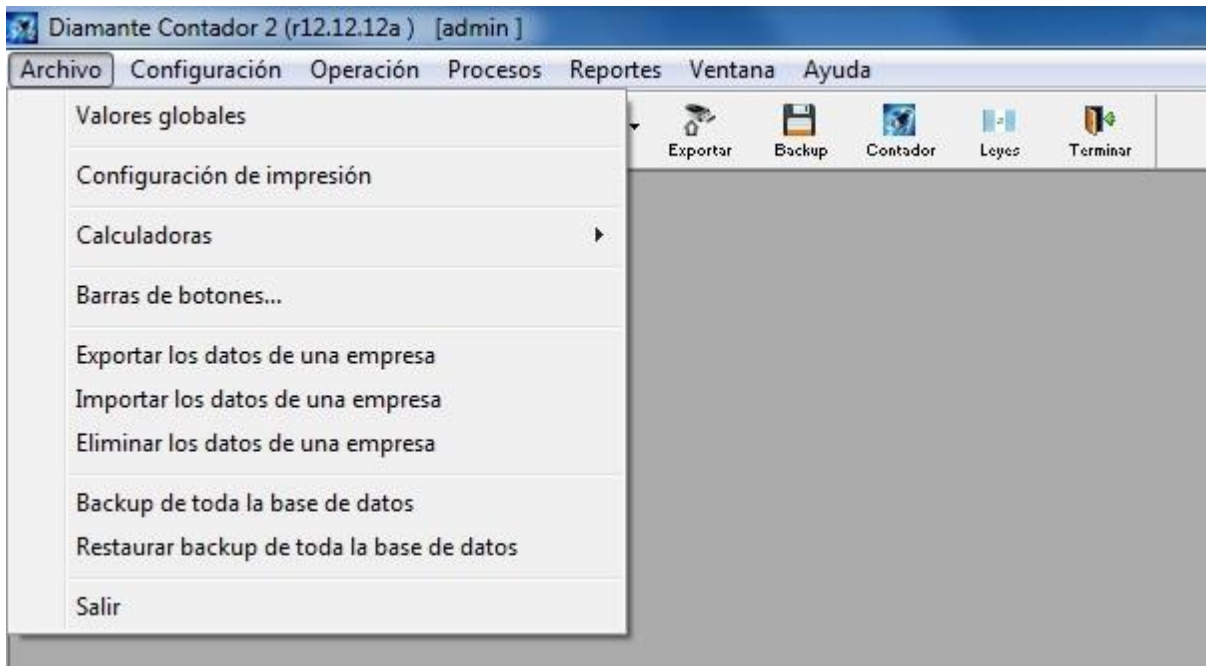 Diamante Contador 2 (r12.12.12a ) [admin ]
Archivo Configuración Operación Procesos Reportes Ventana Ayuda
Exportar Backup Contador Leyes Terminar
Valores globales
Configuración de impresión
Calculadoras
Barras de botones...
Exportar los datos de una empresa
Importar los datos de una empresa
Eliminar los datos de una empresa
Backup de toda la base de datos
Restaurar backup de toda la base de datos
Salir